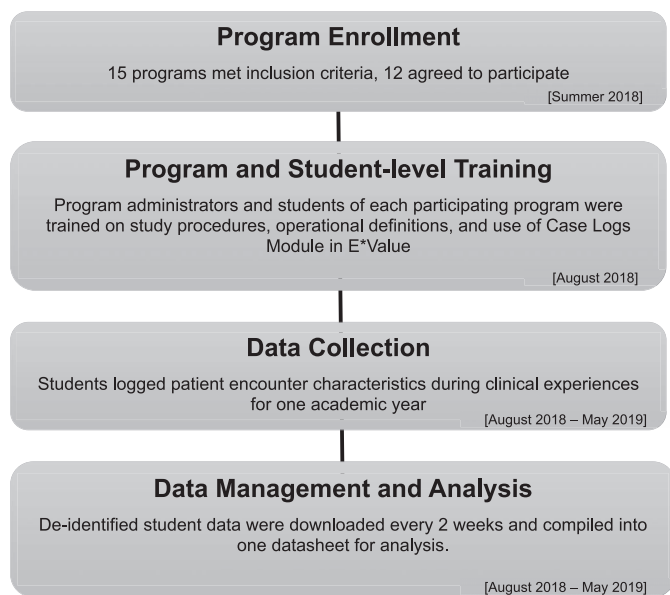 Program Enrollment
15 programs met inclusion criteria, 12 agreed to participate
[Summer 2018]
Program and Student-level Training
Program administrators and students of each participating program were
trained on study procedures, operational definitions, and use of Case Logs
Module in E*Value
[August 2018]
Data Collection
Students logged patient encounter characteristics during clinical experiences
for one academic year
[August 2018 – May 2019]
Data Management and Analysis
De-identified student data were downloaded every 2 weeks and compiled into
one datasheet for analysis.
[August 2018 – May 2019]